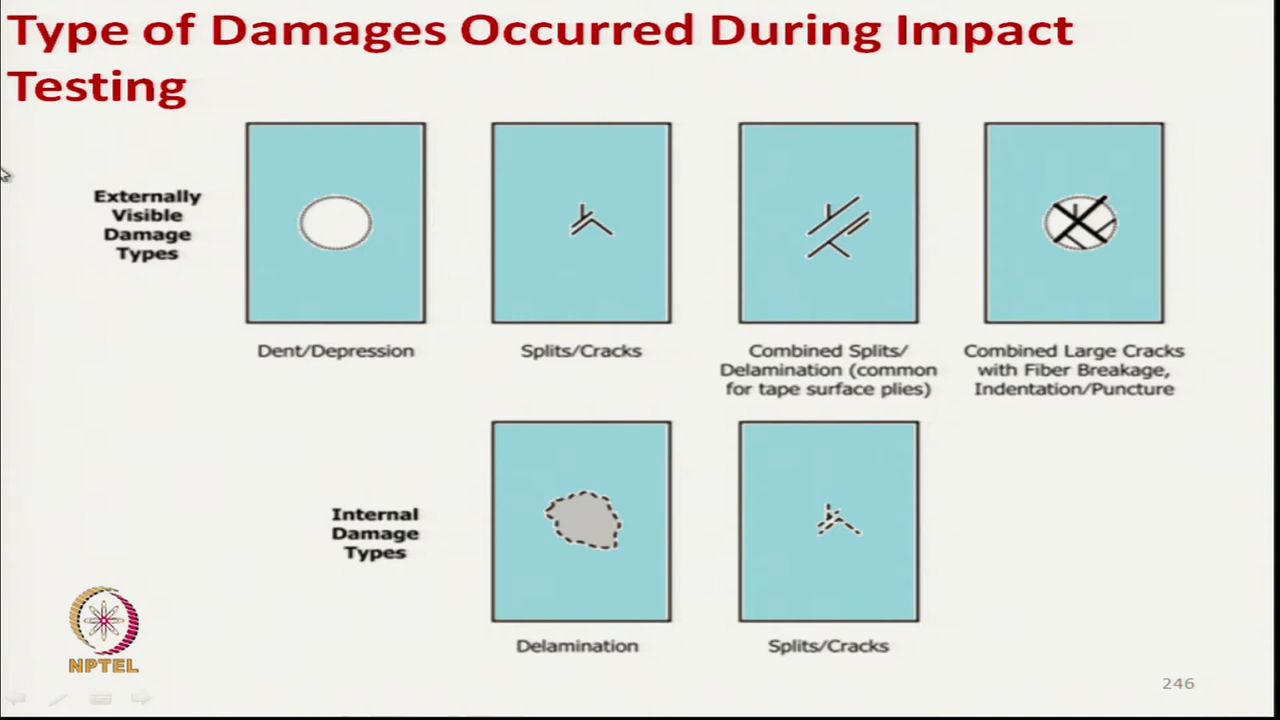 Type of Damages Occurred During Impact
Testing
Externally
Visible
Damage
Types
Dent/Depression
Splits/Cracks
Combined Splits/
Delamination (common
for tape surface plies)
Combined Large Cracks
with Fiber Breakage,
Indentation/Puncture
Internal
Damage
Types
Delamination
Splits/Cracks
NPTEL
246